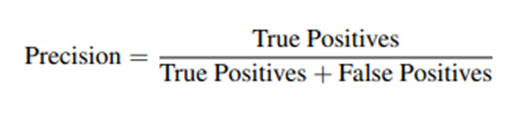 Precision = True Positives
True Positives + False Positives